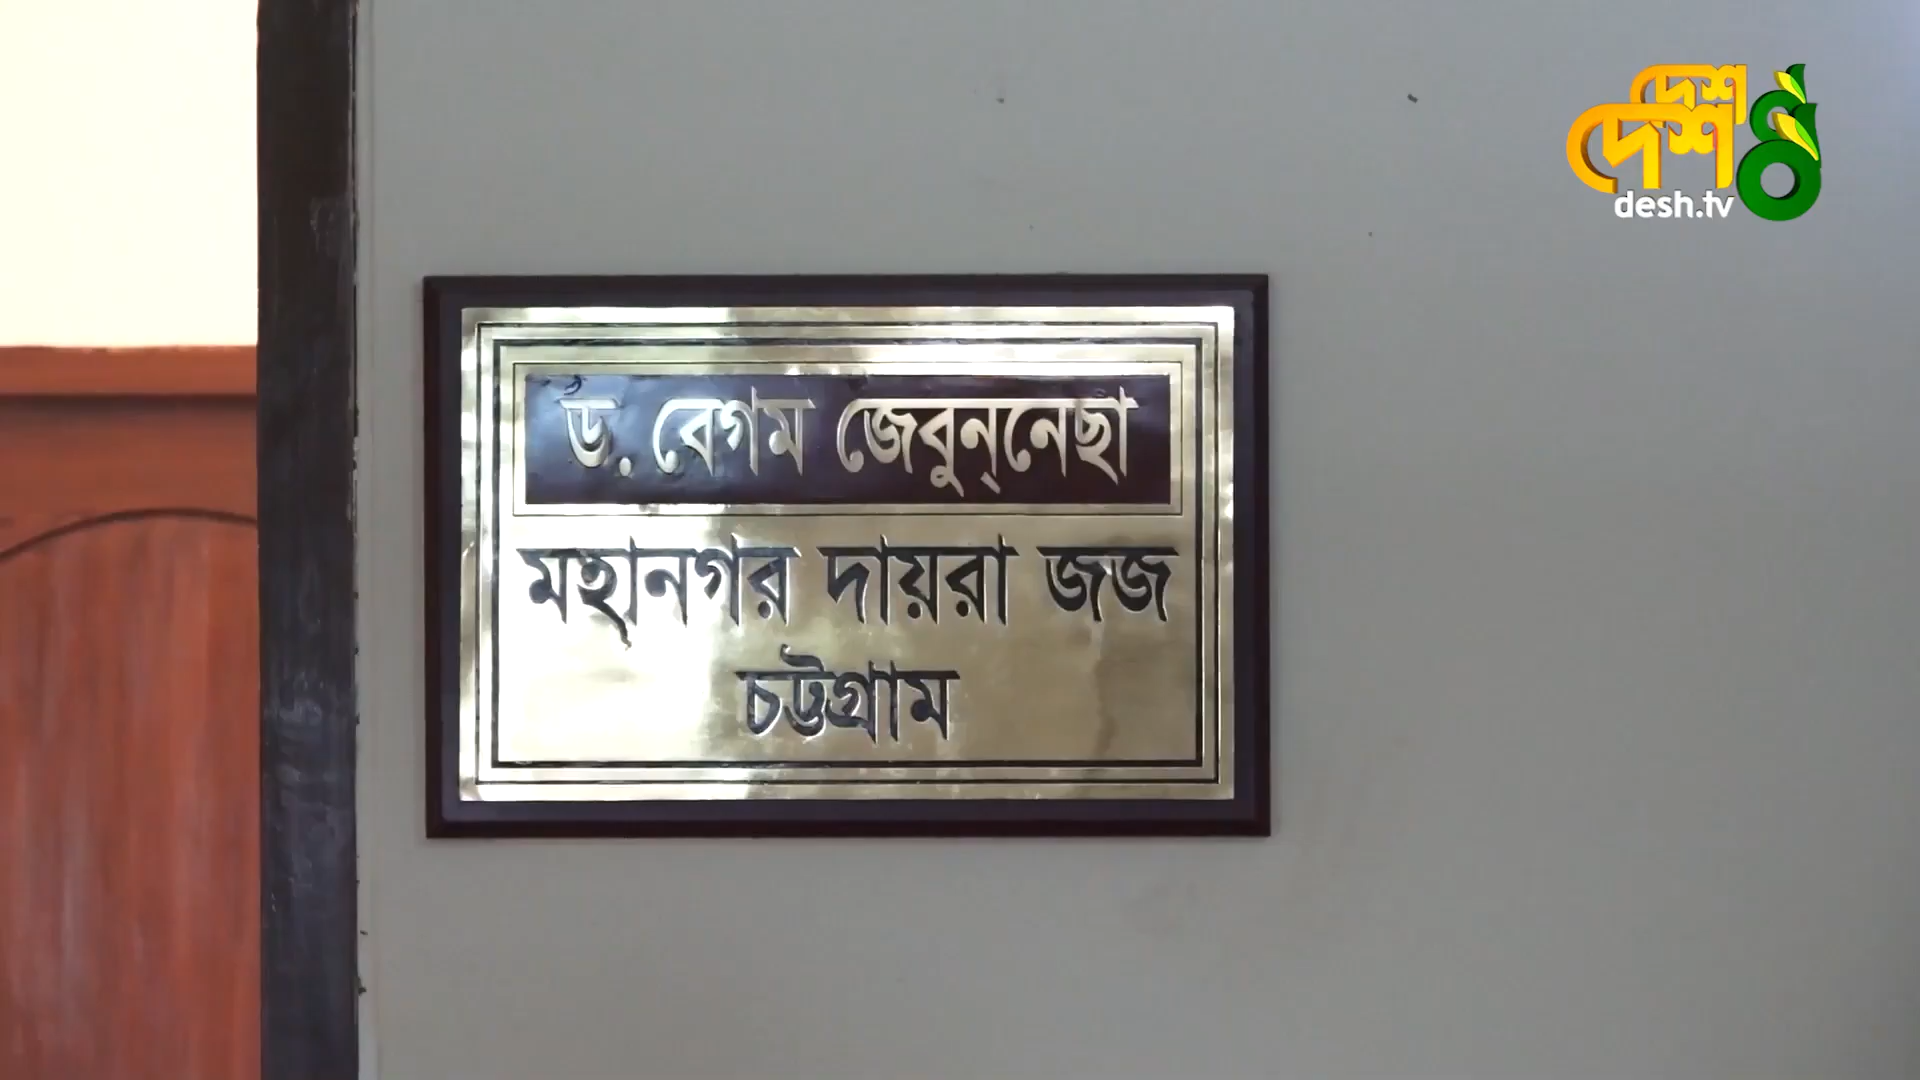 দেশ
দেশ
desh.tv
ড. বেগম জেবুন্‌নেছা
মহানগর দায়রা জজ
চট্টগ্রাম